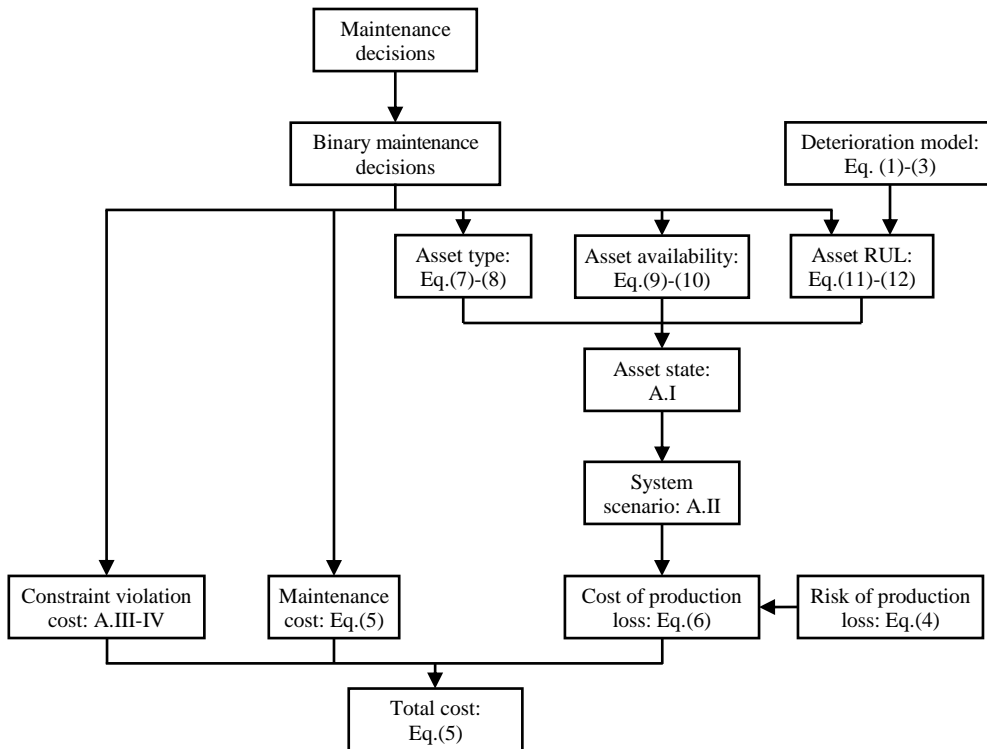 Maintenance
decisions
Binary maintenance
decisions
Deterioration model:
Eq. (1)-(3)
Asset type:
Eq.(7)-(8)
Asset availability:
Eq.(9)-(10)
Asset RUL:
Eq.(11)-(12)
Asset state:
A.I
System
scenario: A.II
Constraint violation
cost: A.III-IV
Maintenance
cost: Eq.(5)
Cost of production
loss: Eq.(6)
Risk of production
loss: Eq.(4)
Total cost:
Eq.(5)